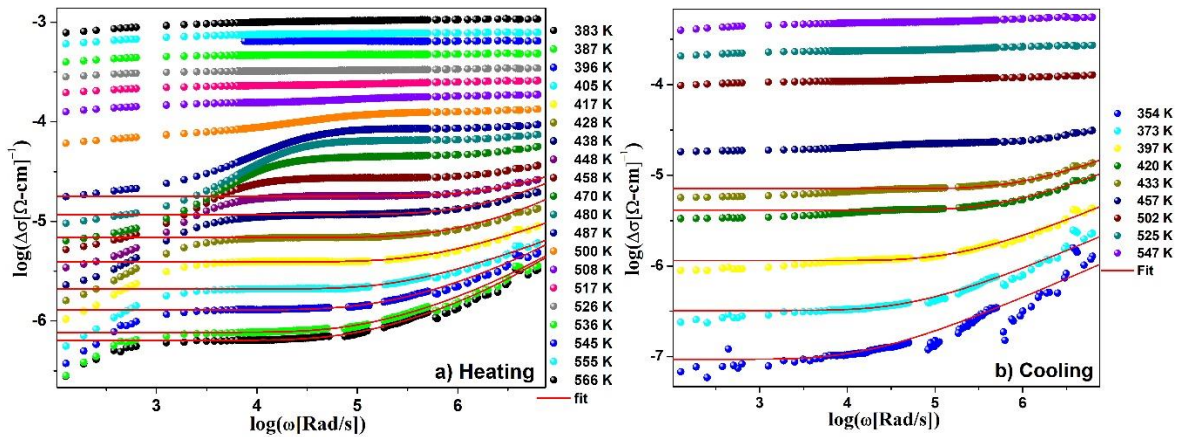 log(Δσ[Ω-cm]⁻¹
-3
-4
-5
-6
3
4
5
6
log(ω[Rad/s])
a) Heating
383 K
387 K
396 K
405 K
417 K
428 K
438 K
448 K
458 K
470 K
480 K
487 K
500 K
508 K
517 K
526 K
536 K
545 K
555 K
566 K
fit
log(Δσ[Ω-cm]⁻¹
-4
-5
-6
-7
3
4
5
6
log(ω[Rad/s])
b) Cooling
354 K
373 K
397 K
420 K
433 K
457 K
502 K
525 K
547 K
Fit